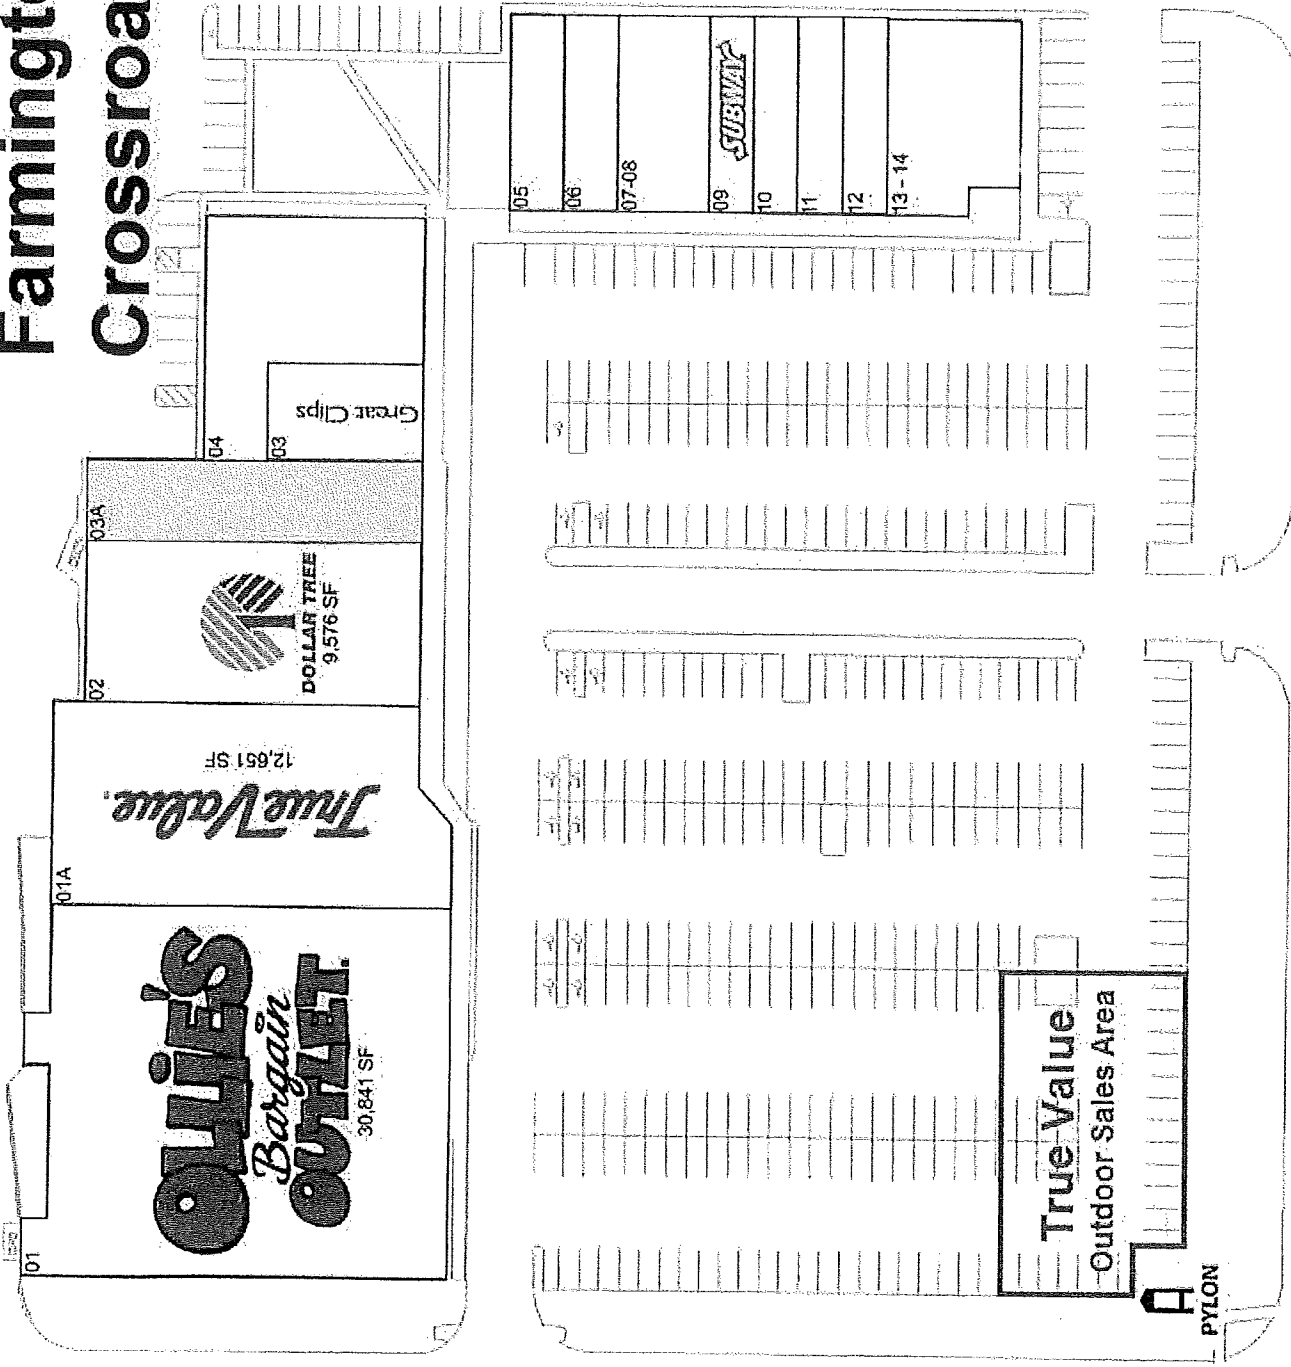 Farmingt
Crossroa
01
OLLIE'S
Bargain
OUTLET.
30,841 SF
01A
True Value.
12,651 SF
02
DOLLAR TREE
9,576 SF
03A
04
03
Great Clips
05
06
07-08
09
SUBWAY
10
11
12
13 - 14
True Value
Outdoor Sales Area
PYLON